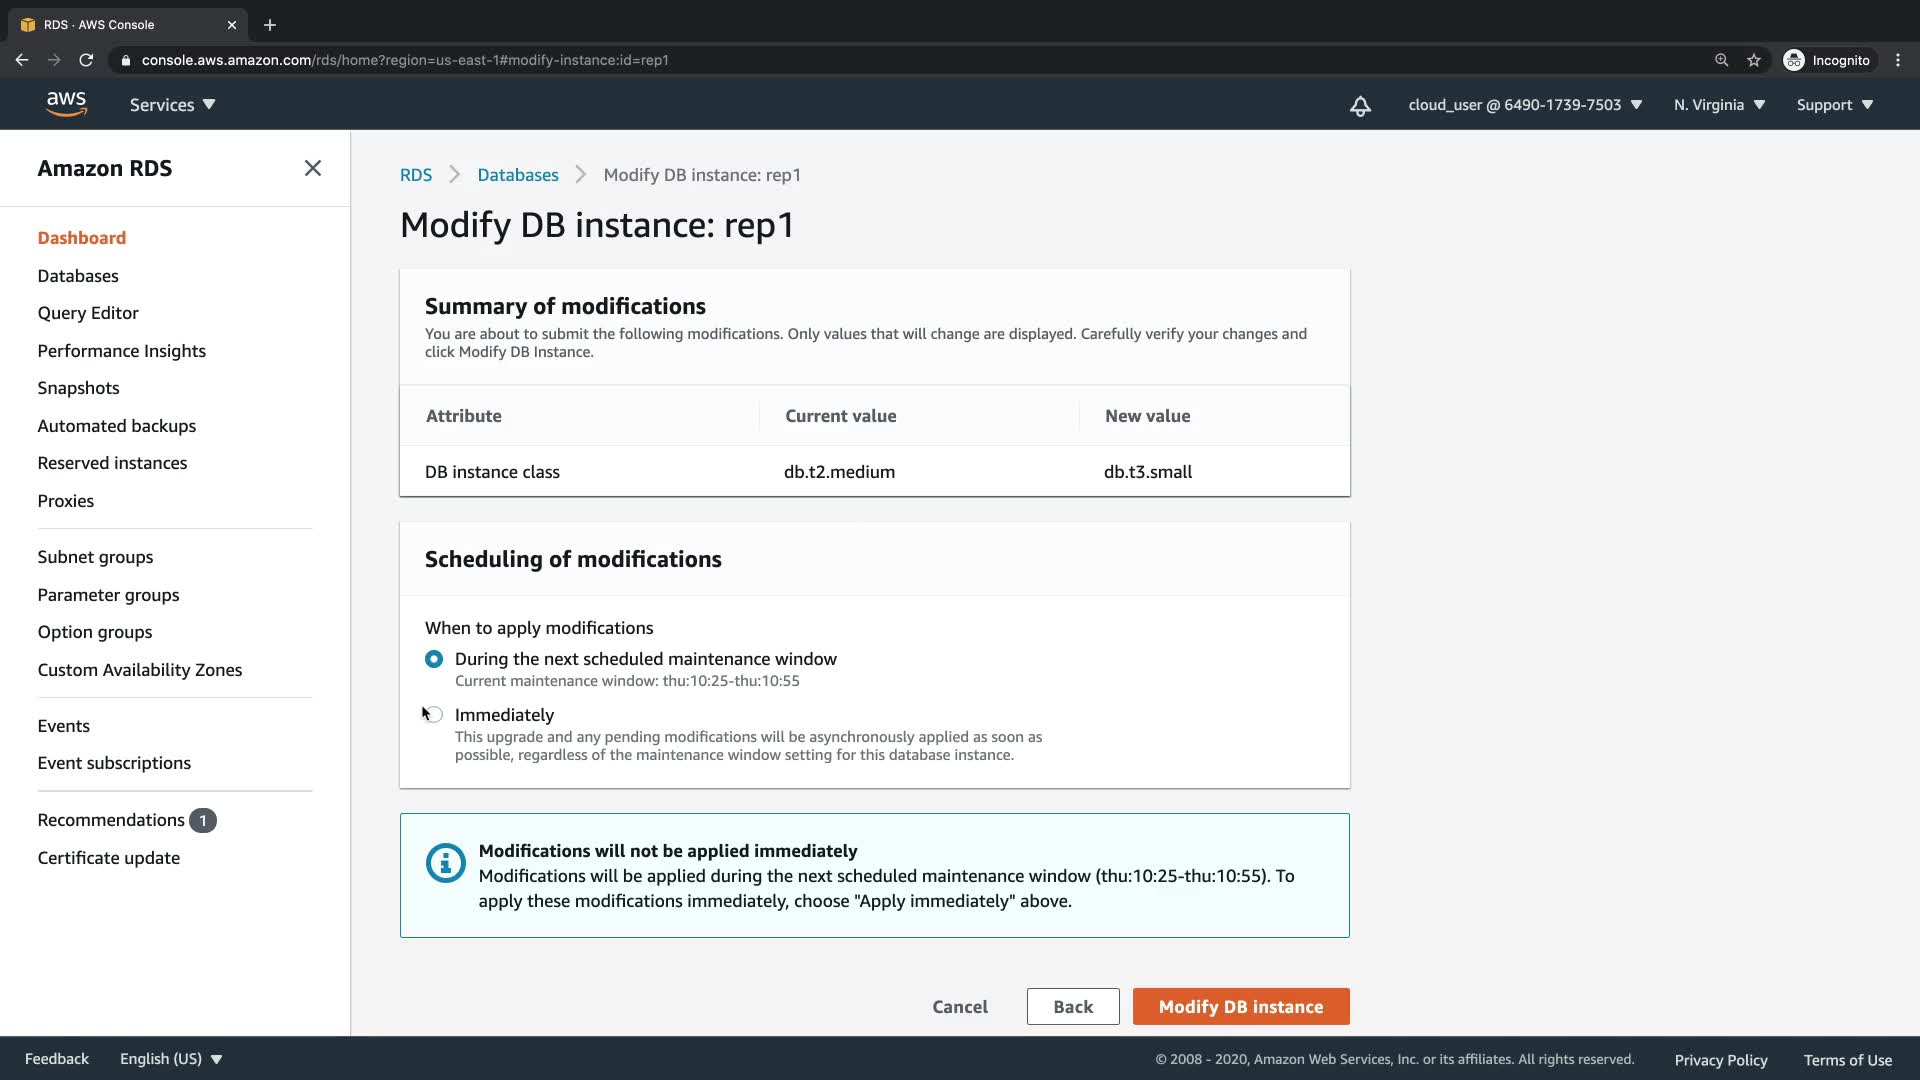 RDS · AWS Console
console.aws.amazon.com/rds/home?region=us-east-1#modify-instance:id=rep1
Incognito
aws
Services
cloud_user @ 6490-1739-7503
N. Virginia
Support
Amazon RDS
Dashboard
Databases
Query Editor
Performance Insights
Snapshots
Automated backups
Reserved instances
Proxies
Subnet groups
Parameter groups
Option groups
Custom Availability Zones
Events
Event subscriptions
Recommendations 1
Certificate update
RDS Databases Modify DB instance: rep1
Modify DB instance: rep1
Summary of modifications
You are about to submit the following modifications. Only values that will change are displayed. Carefully verify your changes and
click Modify DB Instance.
Attribute Current value New value
DB instance class db.t2.medium db.t3.small
Scheduling of modifications
When to apply modifications
During the next scheduled maintenance window
Current maintenance window: thu:10:25-thu:10:55
Immediately
This upgrade and any pending modifications will be asynchronously applied as soon as
possible, regardless of the maintenance window setting for this database instance.
Modifications will not be applied immediately
Modifications will be applied during the next scheduled maintenance window (thu:10:25-thu:10:55). To
apply these modifications immediately, choose "Apply immediately" above.
Cancel Back Modify DB instance
Feedback English (US)
© 2008 - 2020, Amazon Web Services, Inc. or its affiliates. All rights reserved. Privacy Policy Terms of Use